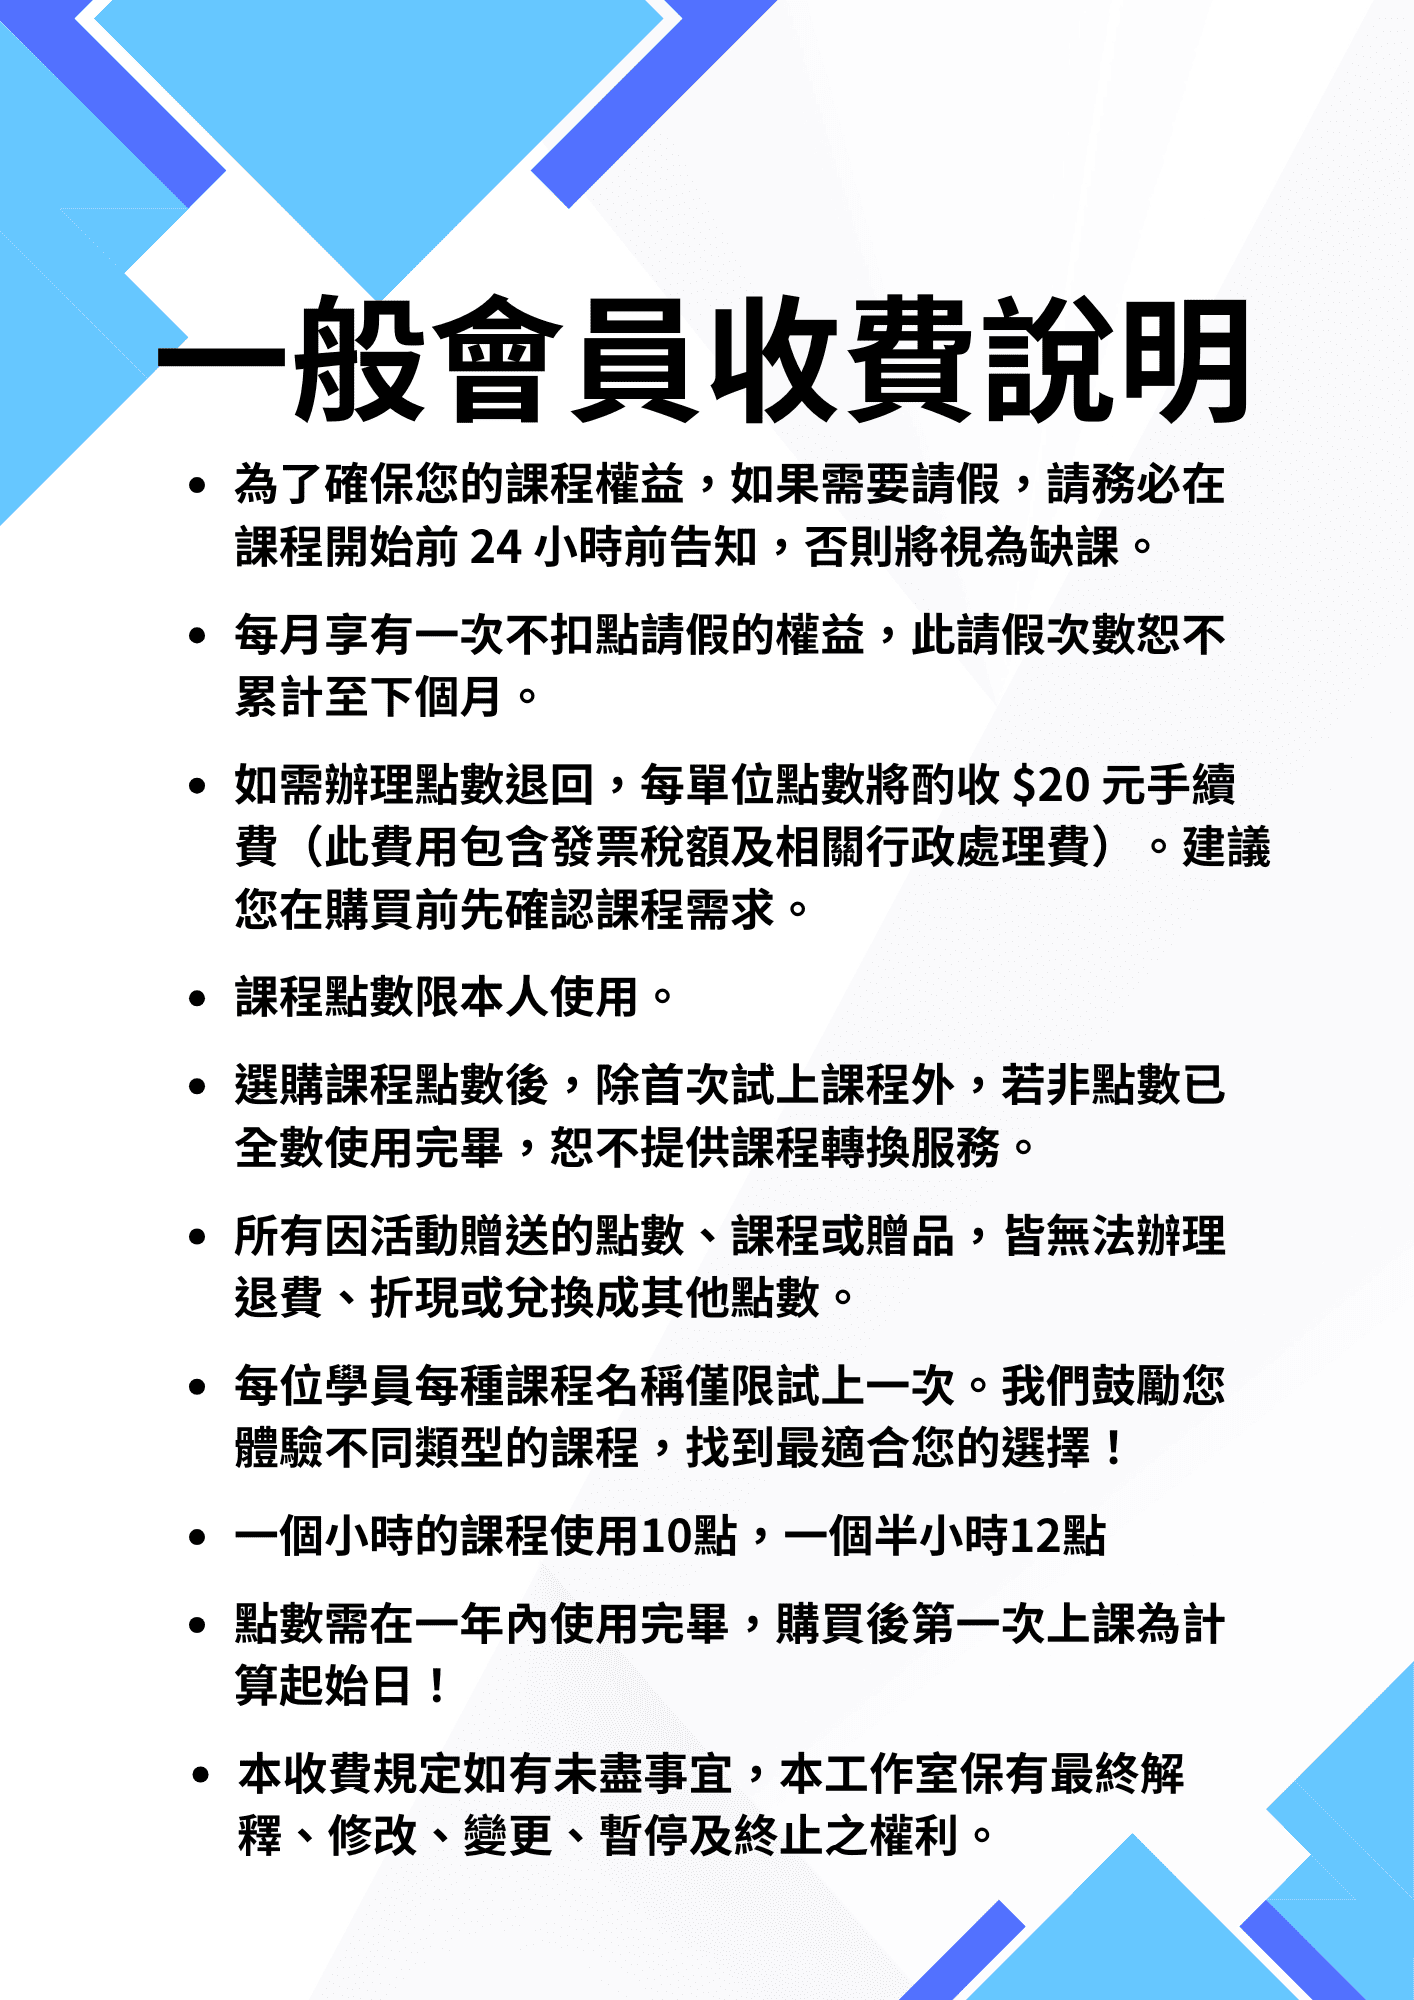 一般會員收費說明
• 為了確保您的課程權益，如果需要請假，請務必在
課程開始前 24 小時前告知，否則將視為缺課。
• 每月享有一次不扣點請假的權益，此請假次數恕不
累計至下個月。
• 如需辦理點數退回，每單位點數將酌收 $20 元手續
費（此費用包含發票稅額及相關行政處理費）。建議
您在購買前先確認課程需求。
• 課程點數限本人使用。
• 選購課程點數後，除首次試上課程外，若非點數已
全數使用完畢，恕不提供課程轉換服務。
• 所有因活動贈送的點數、課程或贈品，皆無法辦理
退費、折現或兌換成其他點數。
• 每位學員每種課程名稱僅限試上一次。我們鼓勵您
體驗不同類型的課程，找到最適合您的選擇！
• 一個小時的課程使用10點，一個半小時12點
• 點數需在一年內使用完畢，購買後第一次上課為計
算起始日！
• 本收費規定如有未盡事宜，本工作室保有最終解
釋、修改、變更、暫停及終止之權利。